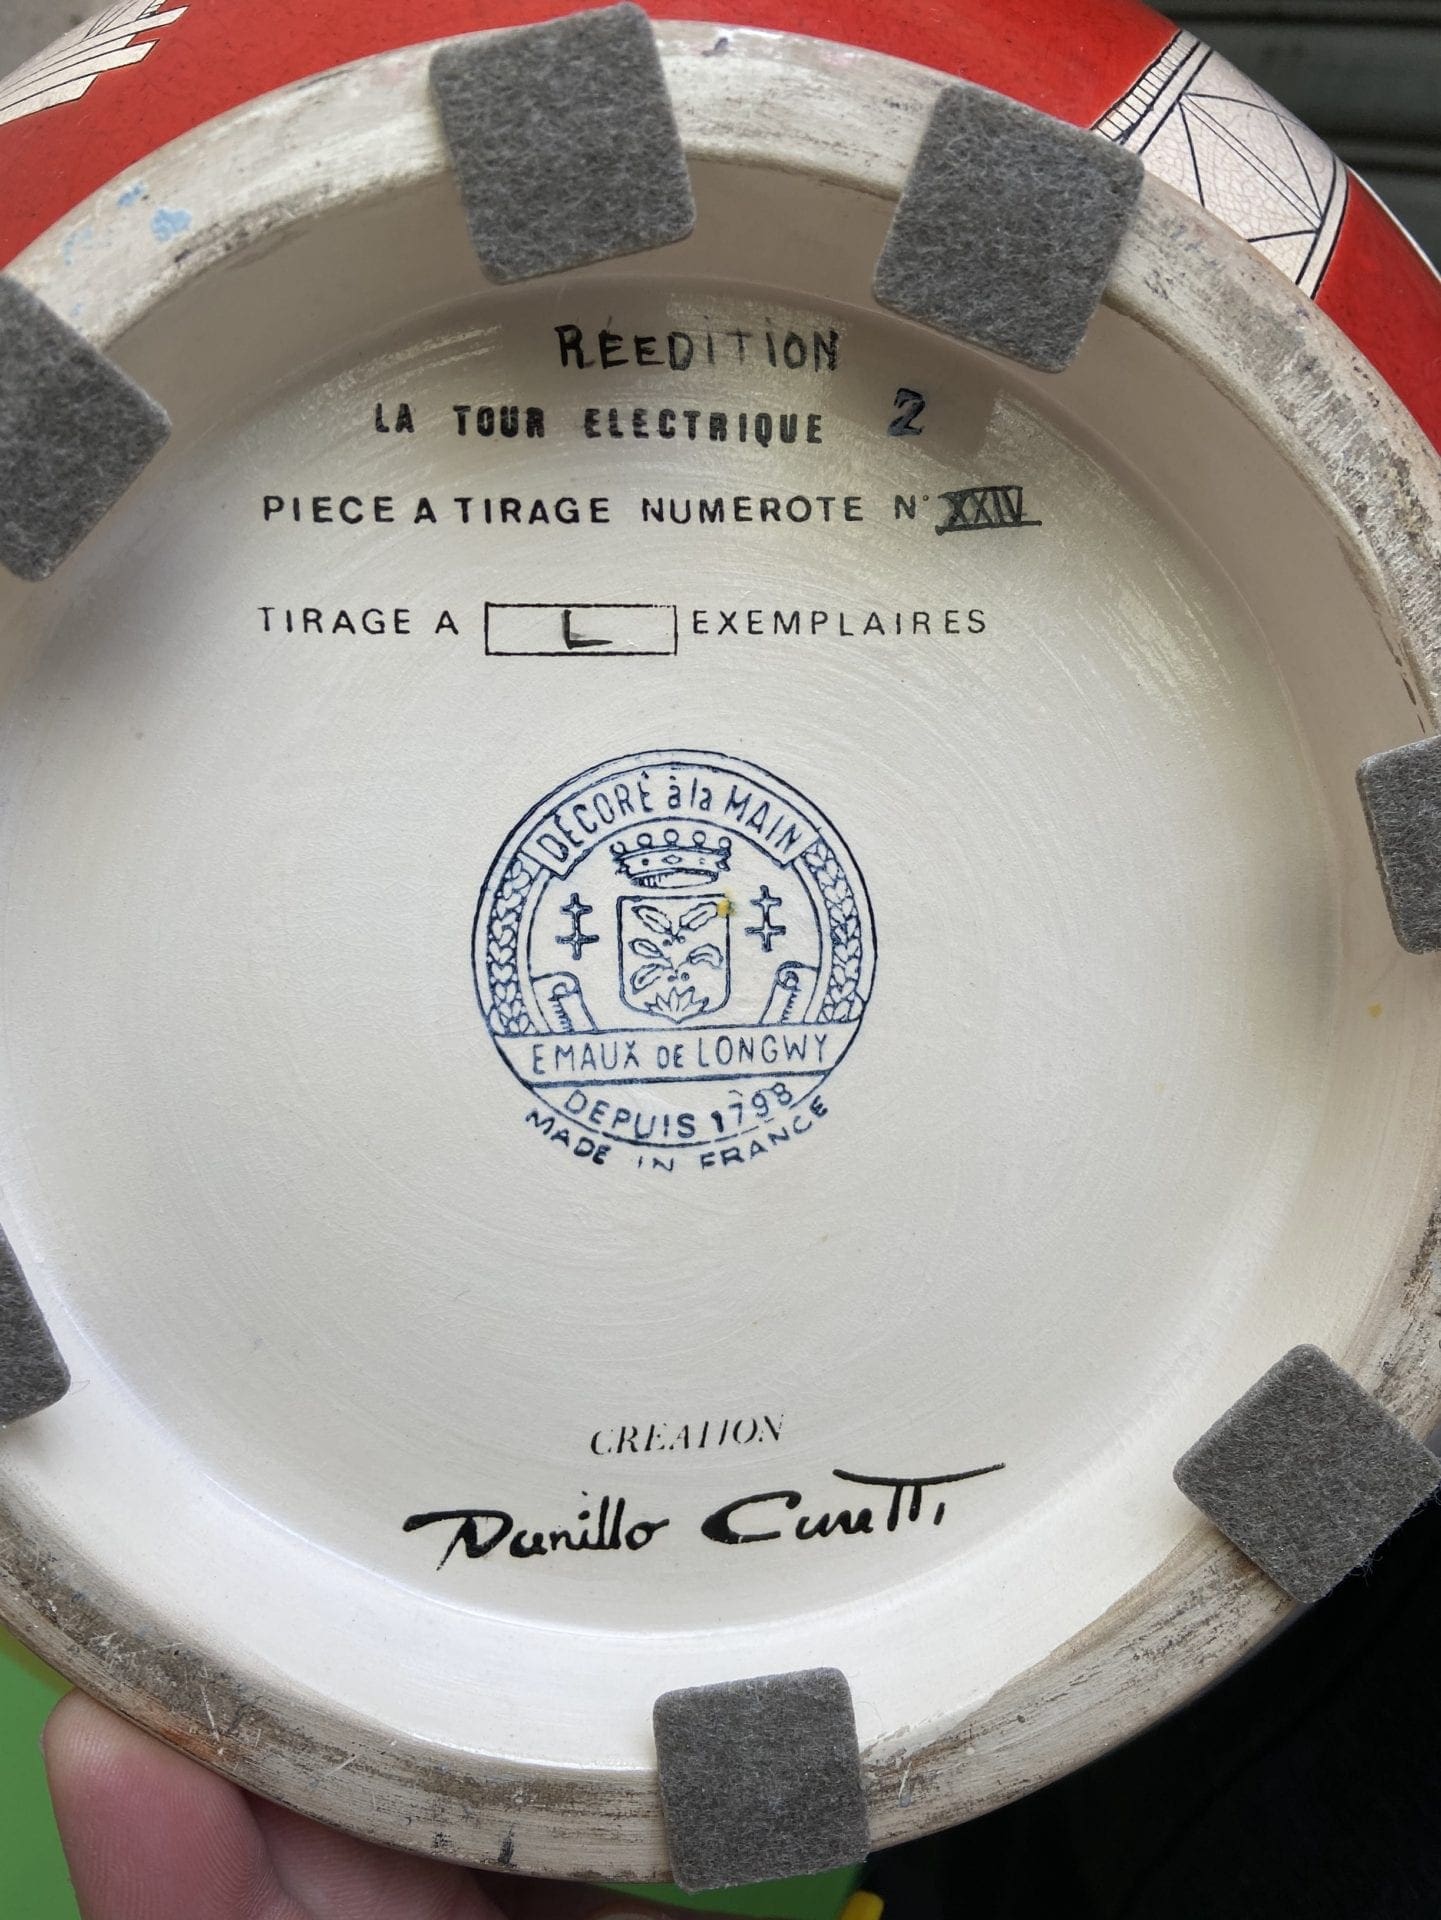 RÉEDITION
LA TOUR ELECTRIQUE 2
PIECE A TIRAGE NUMEROTE N° XXIV
TIRAGE A L EXEMPLAIRES
DÉCORÉ à la MAIN
EMAUX DE LONGWY
DEPUIS 1798
MADE IN FRANCE
CREATION
Danillo Curetti